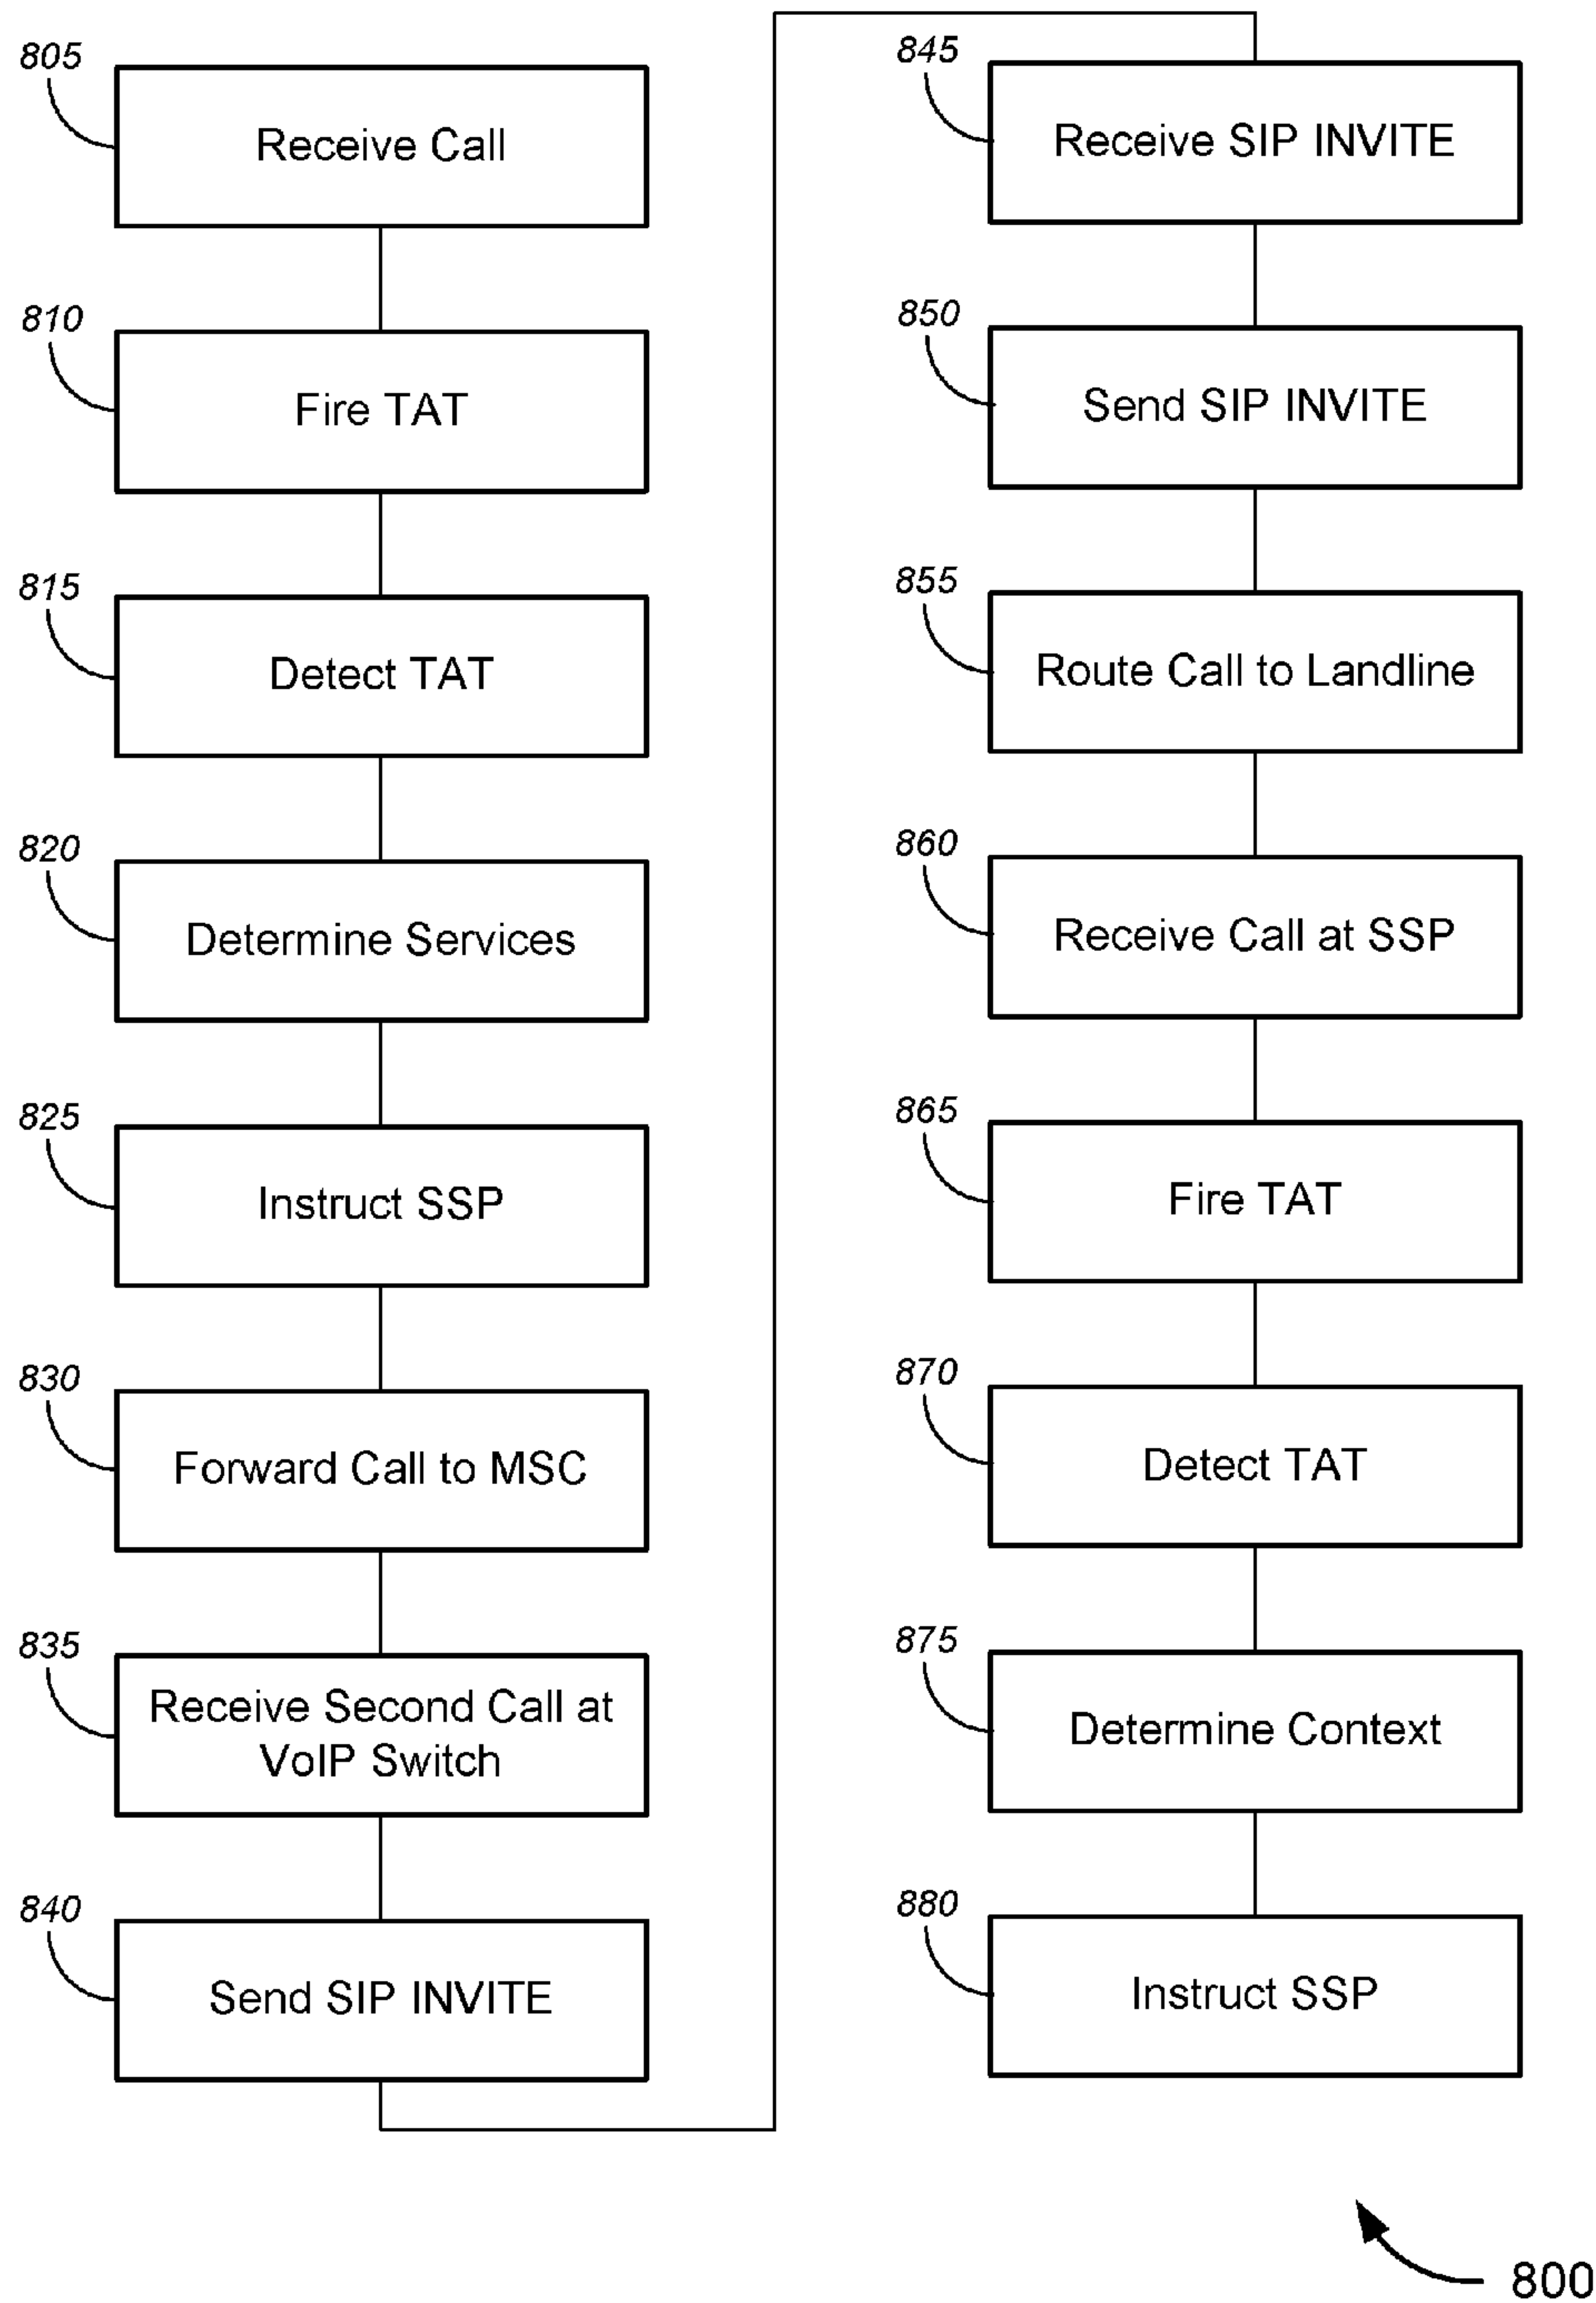 805
Receive Call
810
Fire TAT
815
Detect TAT
820
Determine Services
825
Instruct SSP
830
Forward Call to MSC
835
Receive Second Call at
VoIP Switch
840
Send SIP INVITE
845
Receive SIP INVITE
850
Send SIP INVITE
855
Route Call to Landline
860
Receive Call at SSP
865
Fire TAT
870
Detect TAT
875
Determine Context
880
Instruct SSP
800